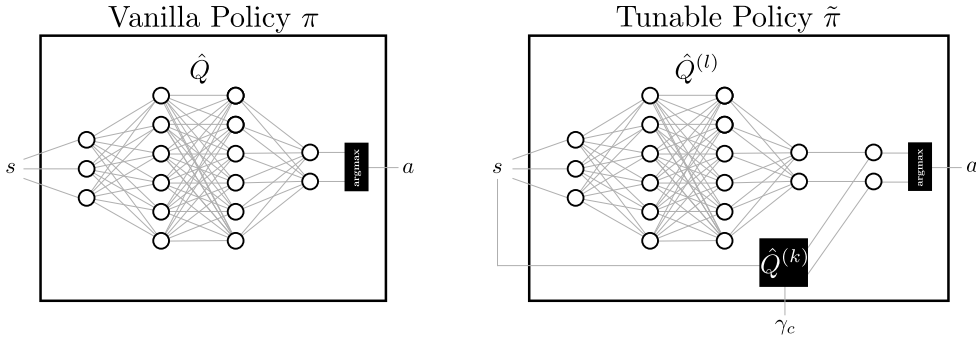 Vanilla Policy π
Q̂
s
argmax
a
Tunable Policy π̃
Q̂⁽ˡ⁾
s
argmax
a
Q̂⁽ᵏ⁾
γ_c